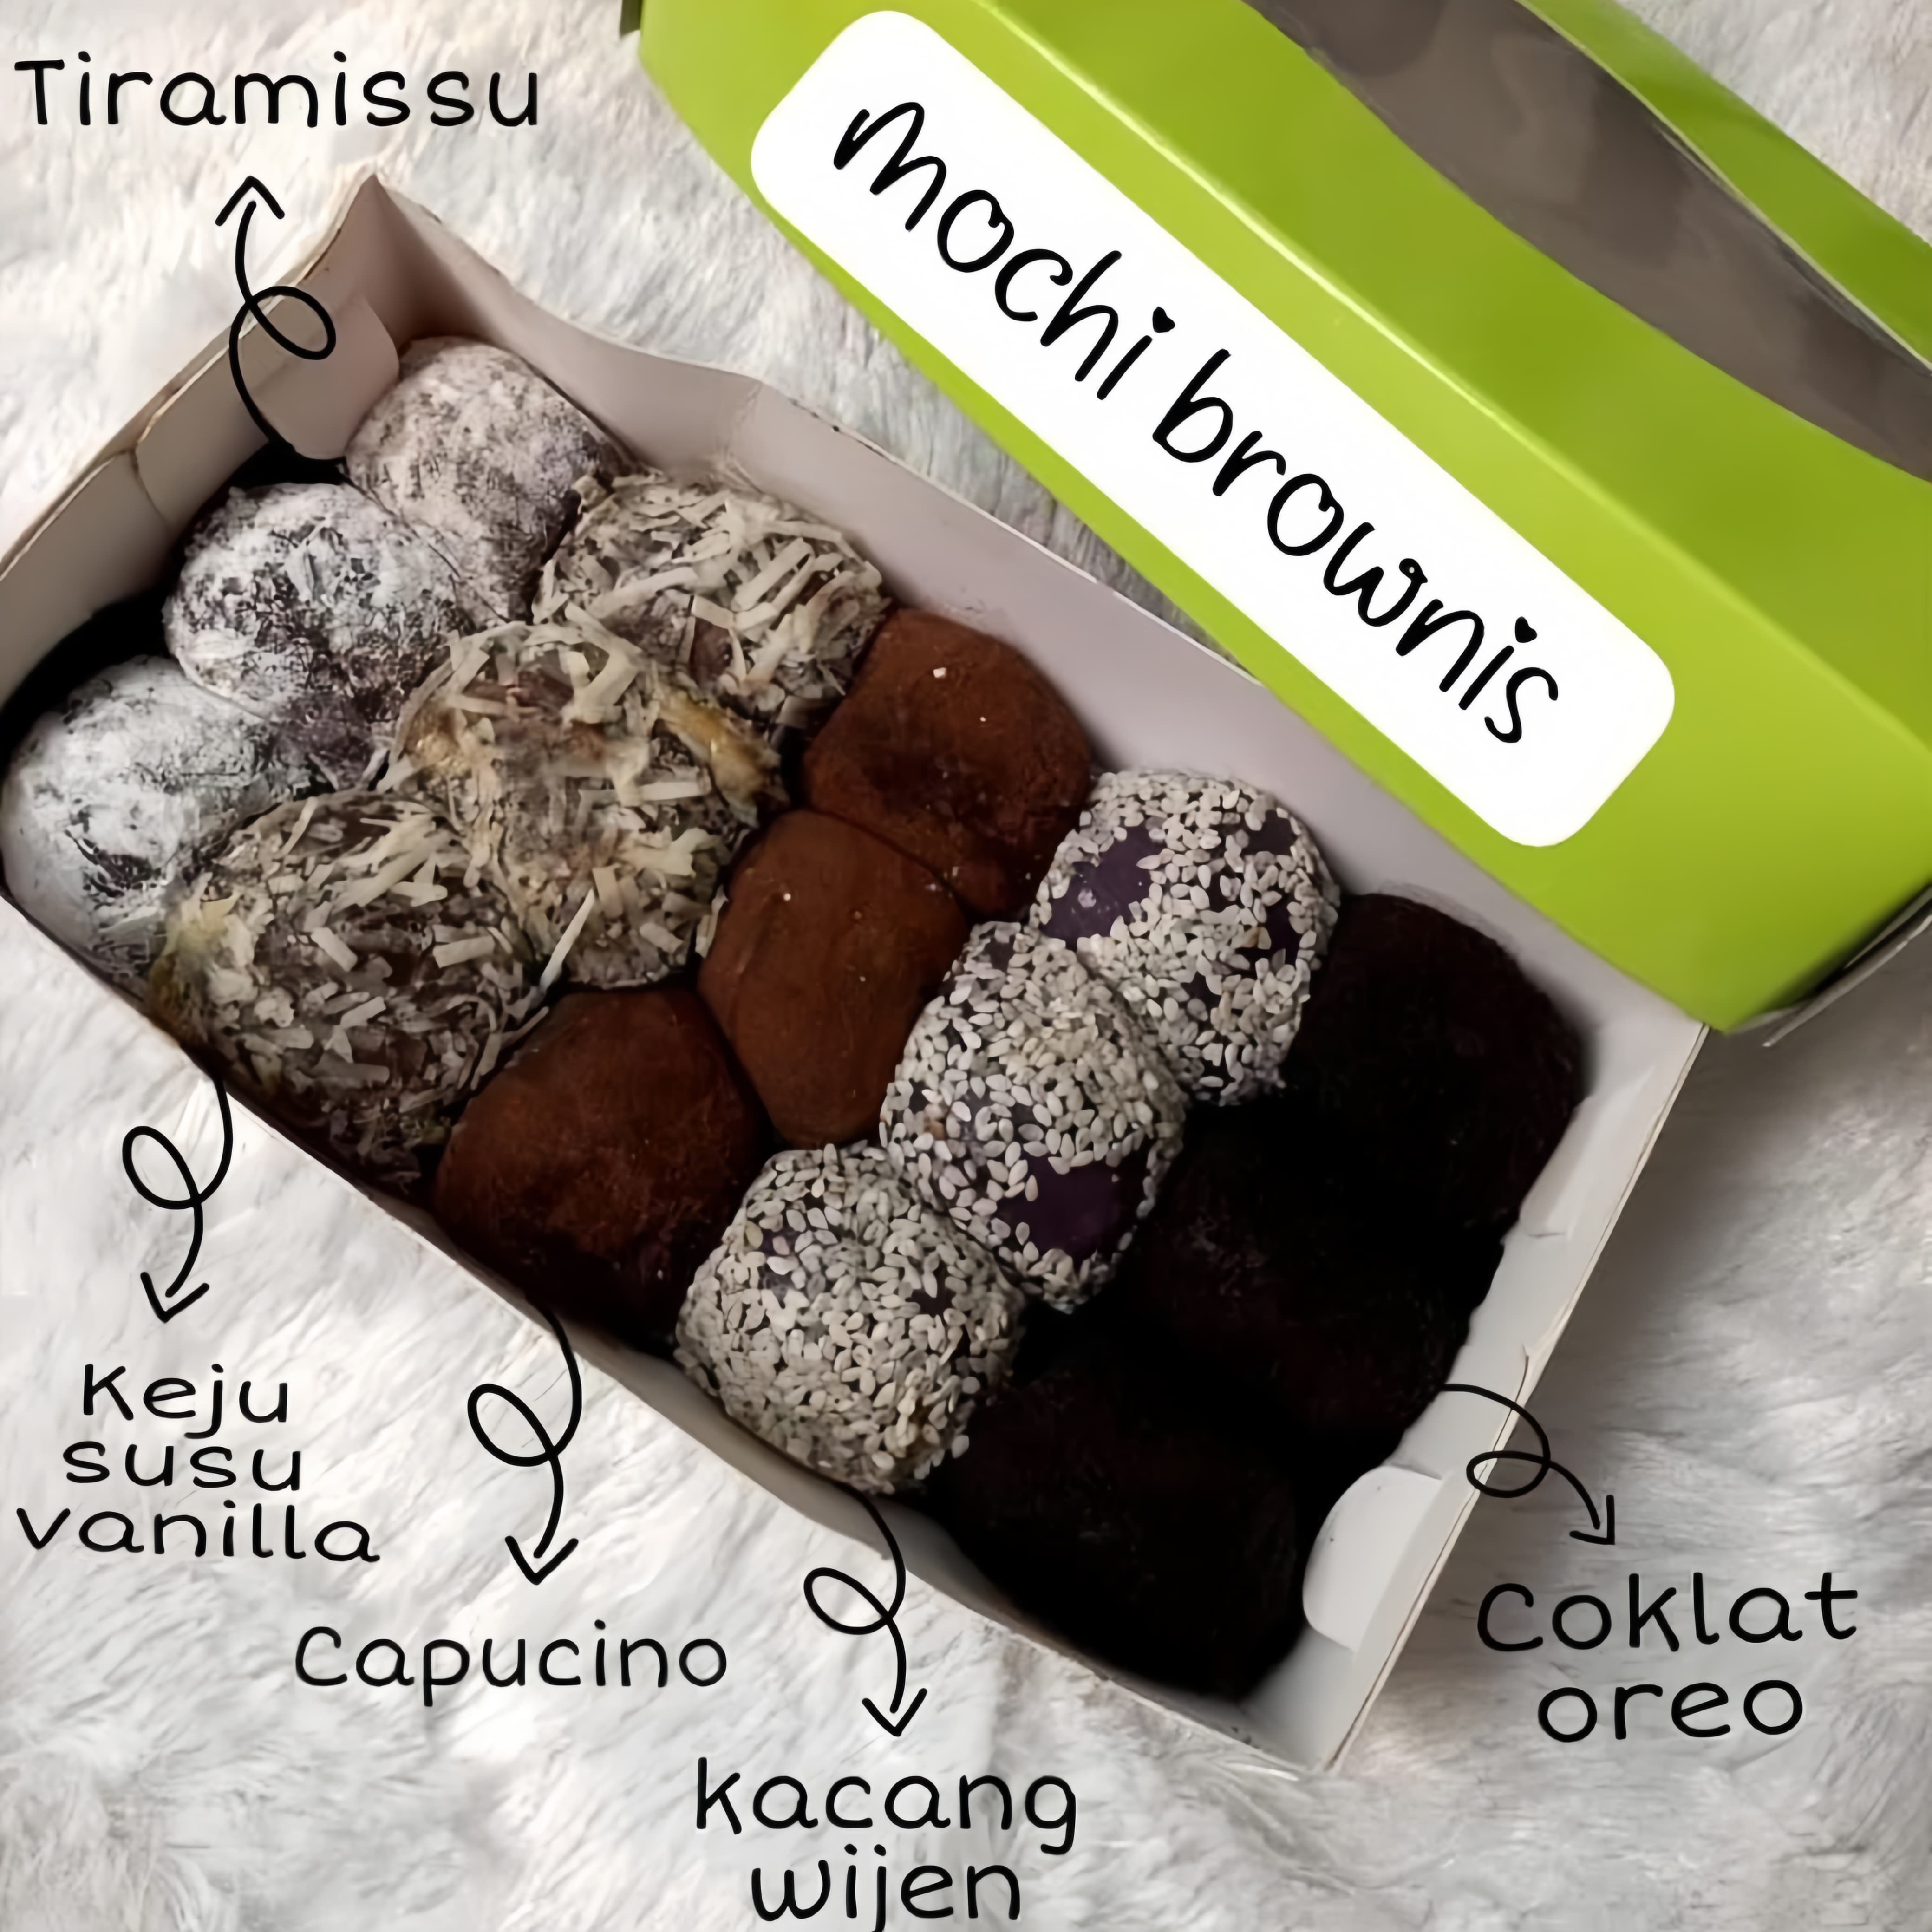 Tiramissu
mochi brownis
Keju
susu
vanilla
Capucino
kacang
wijen
Coklat
oreo